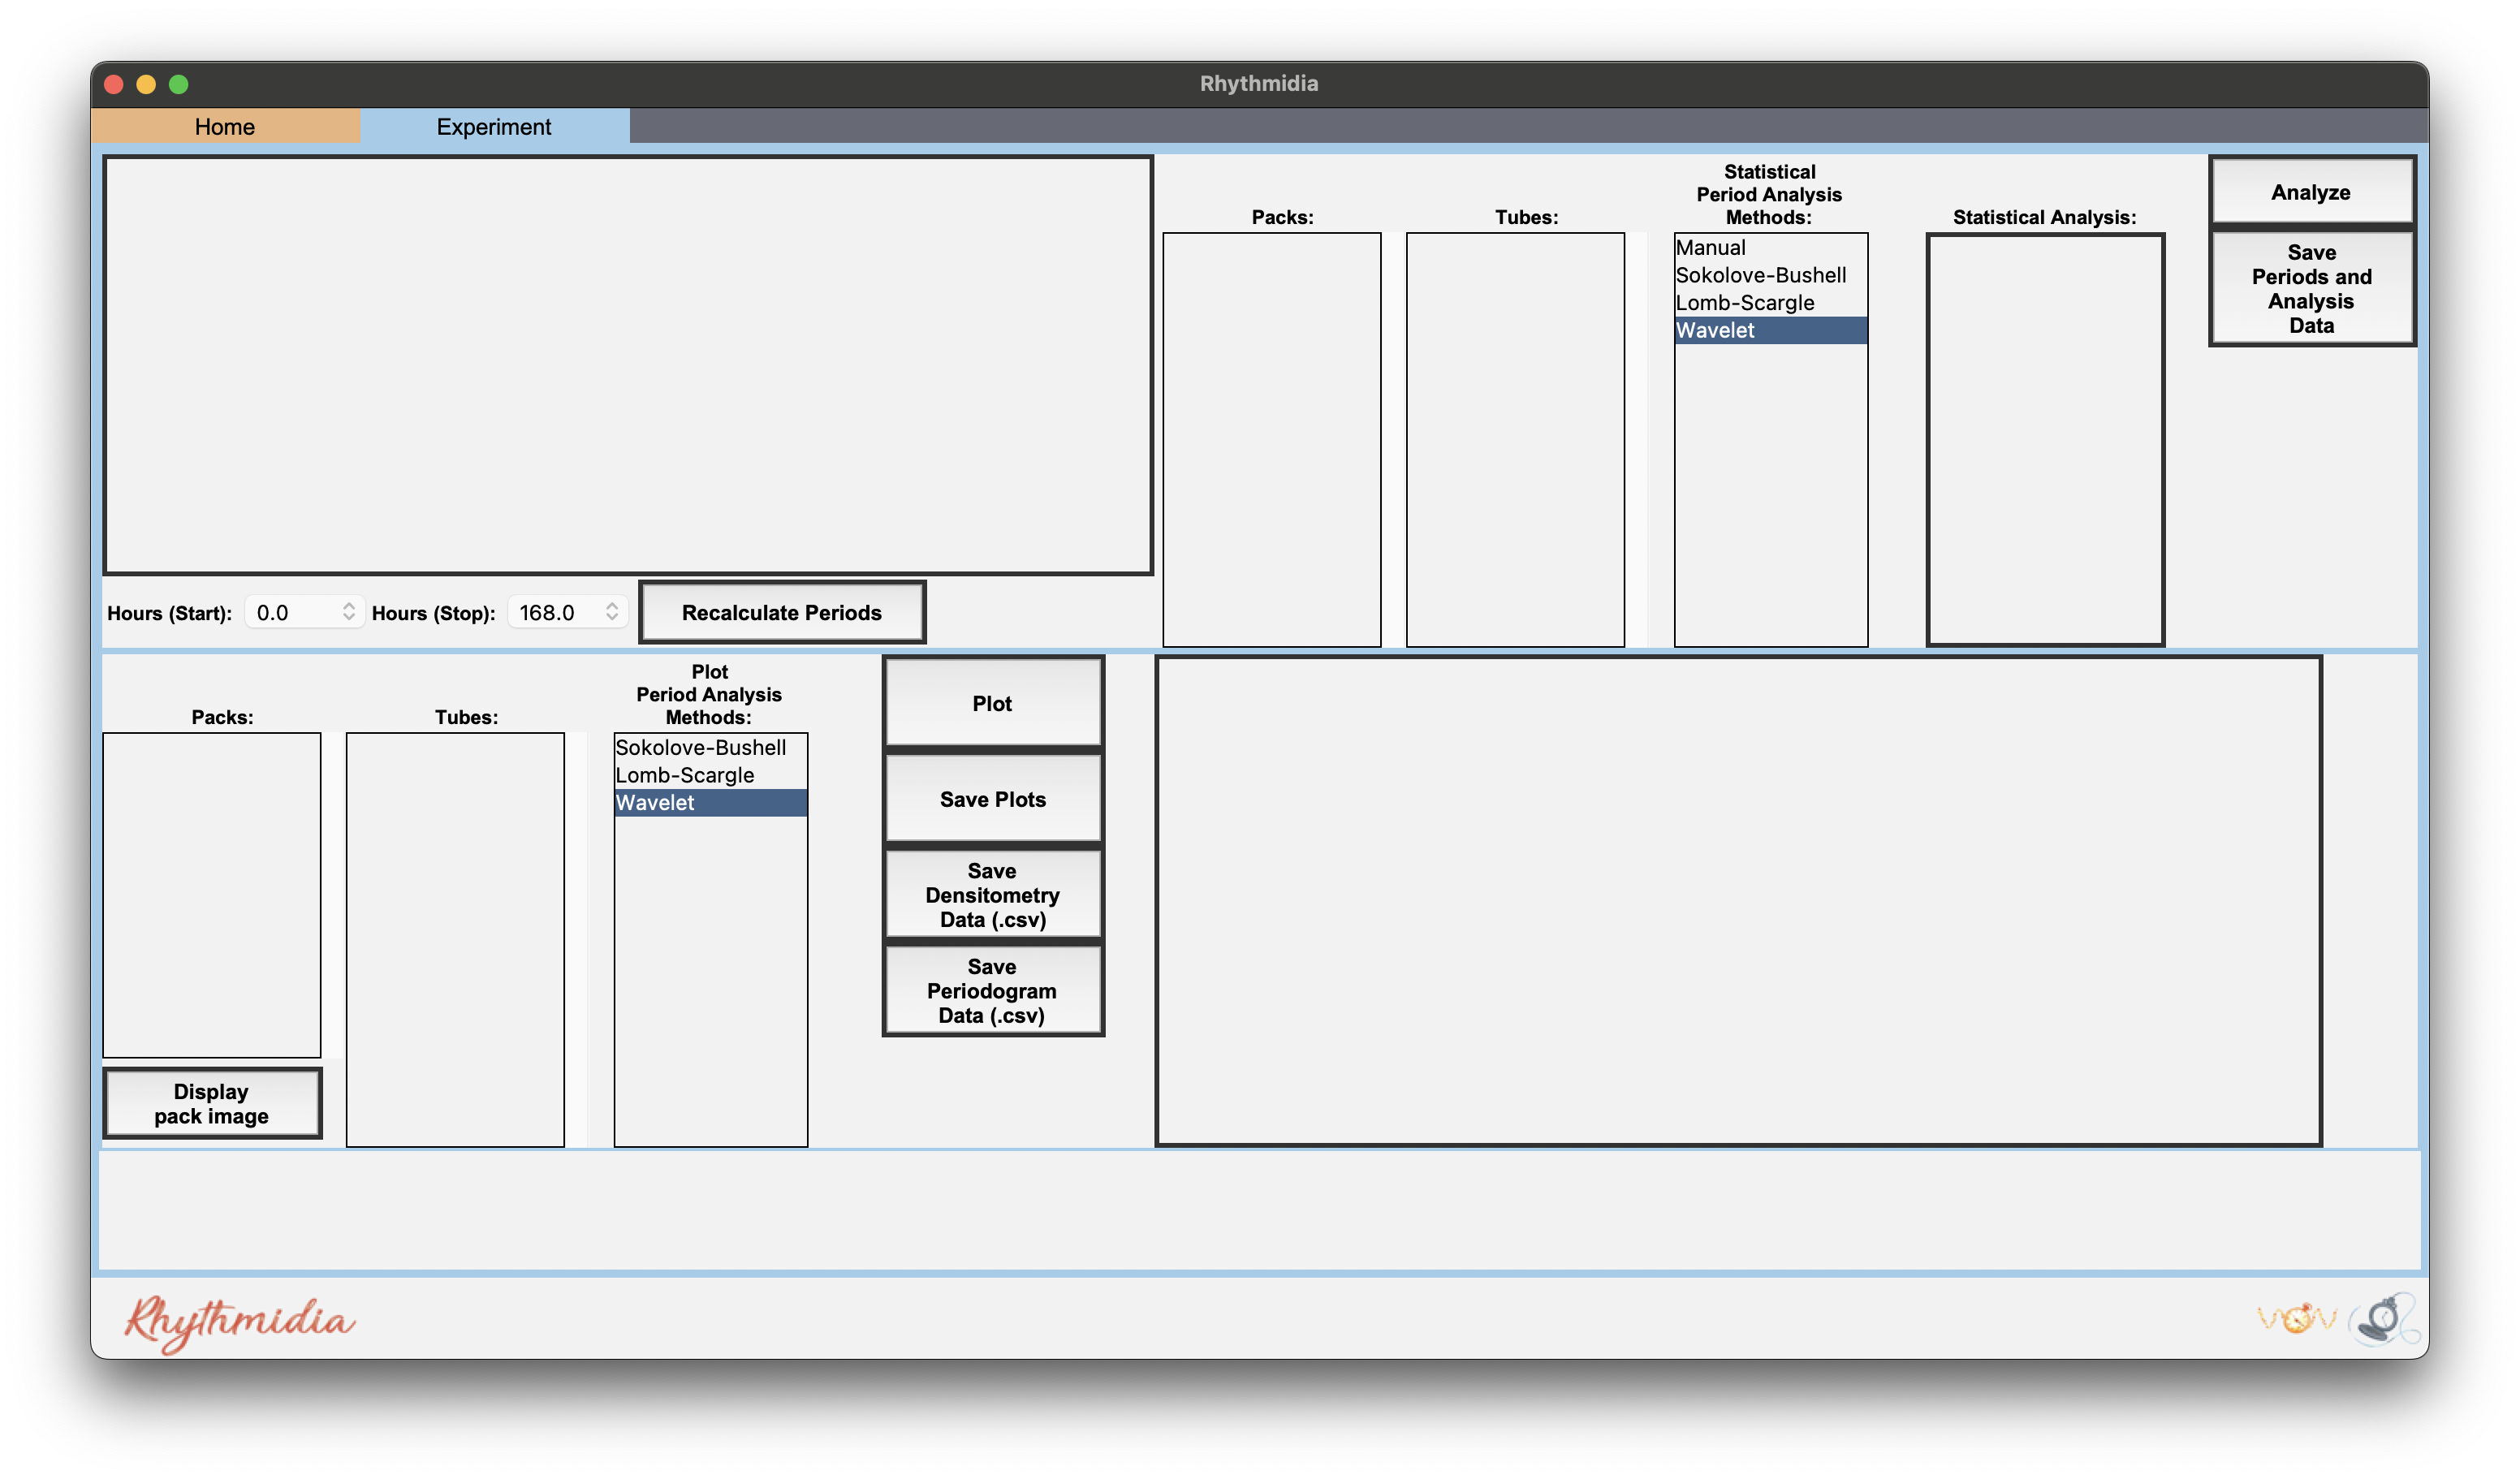 Rhythmidia
Home
Experiment
Packs:
Tubes:
Statistical
Period Analysis
Methods:
Manual
Sokolove-Bushell
Lomb-Scargle
Wavelet
Statistical Analysis:
Analyze
Save
Periods and
Analysis
Data
Hours (Start):
0.0
Hours (Stop):
168.0
Recalculate Periods
Packs:
Display
pack image
Tubes:
Plot
Period Analysis
Methods:
Sokolove-Bushell
Lomb-Scargle
Wavelet
Plot
Save Plots
Save
Densitometry
Data (.csv)
Save
Periodogram
Data (.csv)
Rhythmidia